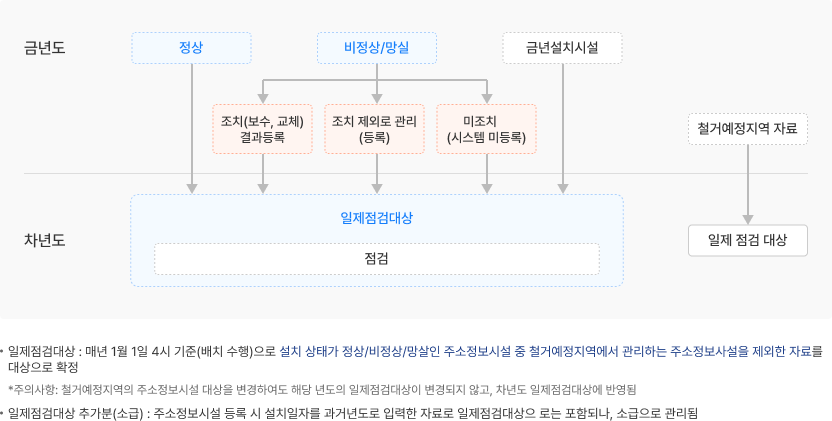 금년도
정상
비정상/망실
금년설치시설
조치(보수, 교체)
결과등록
조치 제외로 관리
(등록)
미조치
(시스템 미등록)
철거예정지역 자료
차년도
일제점검대상
점검
일제 점검 대상
• 일제점검대상 : 매년 1월 1일 4시 기준(배치 수행)으로 설치 상태가 정상/비정상/망살인 주소정보시설 중 철거예정지역에서 관리하는 주소정보사설을 제외한 자료를
대상으로 확정
*주의사항: 철거예정지역의 주소정보시설 대상을 변경하여도 해당 년도의 일제점검대상이 변경되지 않고, 차년도 일제점검대상에 반영됨
• 일제점검대상 추가분(소급) : 주소정보시설 등록 시 설치일자를 과거년도로 입력한 자료로 일제점검대상으 로는 포함되나, 소급으로 관리됨